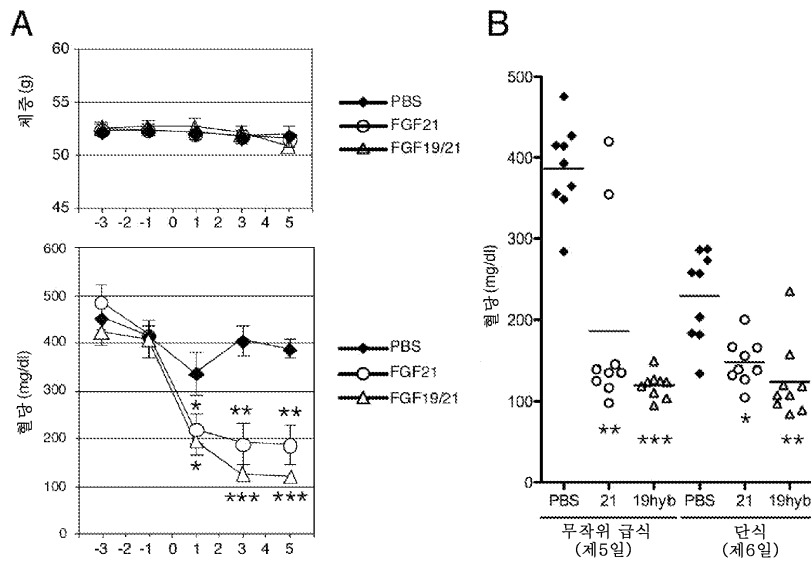 A
체중 (g)
60
55
50
45
-3 -2 -1 0 1 2 3 4 5
PBS
FGF21
FGF19/21
혈당 (mg/dl)
600
500
400
300
200
100
0
* ** **
* *** ***
-3 -2 -1 0 1 2 3 4 5
PBS
FGF21
FGF19/21
B
혈당 (mg/dl)
500
400
300
200
100
0
** *** * **
PBS 21 19hyb PBS 21 19hyb
무작위 급식 단식
(제5일) (제6일)